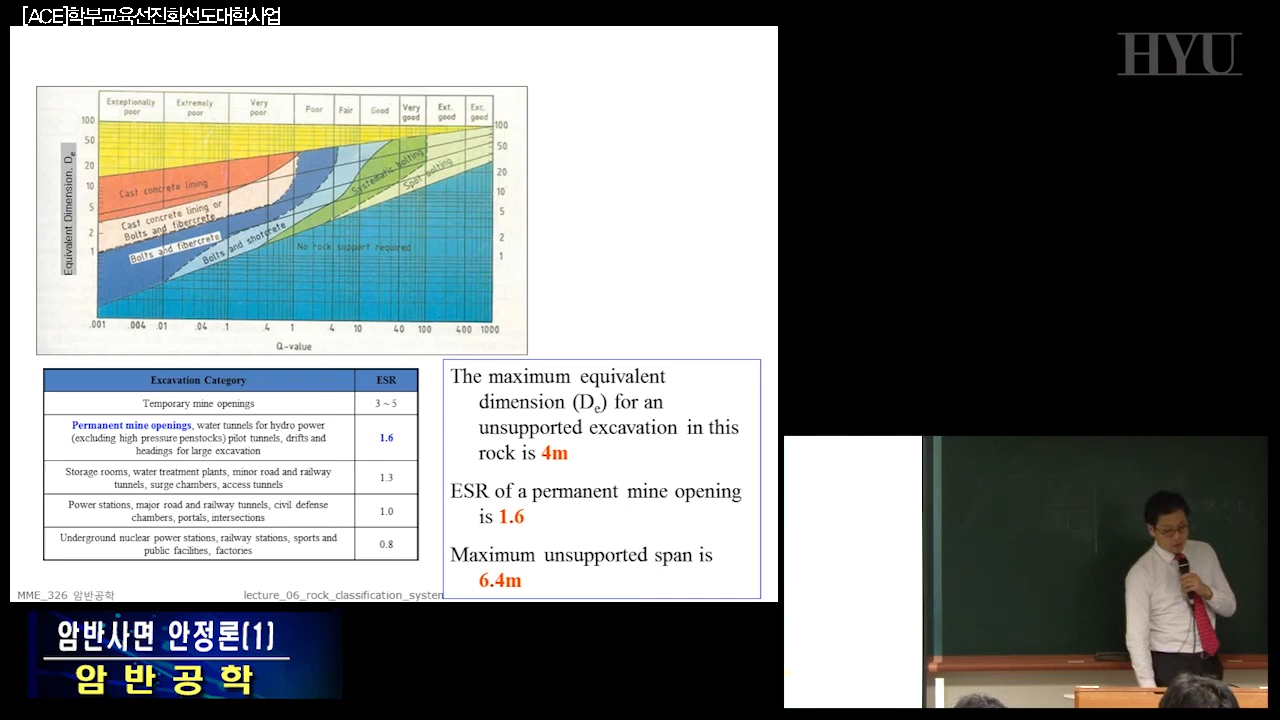 [ACE]학부교육선진화선도대학사업
HYU
Exceptionally poor
Extremely poor
Very poor
Poor
Fair
Good
Very good
Ext. good
Exc. good
100
50
20
10
5
2
1
100
50
20
10
5
2
1
Equivalent Dimension, De
Cast concrete lining
Cast concrete lining or
Bolts and fibercrete
Bolts and fibercrete
Bolts and shotcrete
Systematic bolting
Spot bolting
No rock support required
.001 .004 .01 .04 .1 .4 1 4 10 40 100 400 1000
Q-value
Excavation Category ESR
Temporary mine openings 3 ~ 5
Permanent mine openings, water tunnels for hydro power
(excluding high pressure penstocks) pilot tunnels, drifts and
headings for large excavation
1.6
Storage rooms, water treatment plants, minor road and railway
tunnels, surge chambers, access tunnels
1.3
Power stations, major road and railway tunnels, civil defense
chambers, portals, intersections
1.0
Underground nuclear power stations, railway stations, sports and
public facilities, factories
0.8
The maximum equivalent
dimension (De) for an
unsupported excavation in this
rock is 4m
ESR of a permanent mine opening
is 1.6
Maximum unsupported span is
6.4m
MME_326 암반공학
lecture_06_rock_classification_system
암반사면 안정론(1)
암반공학